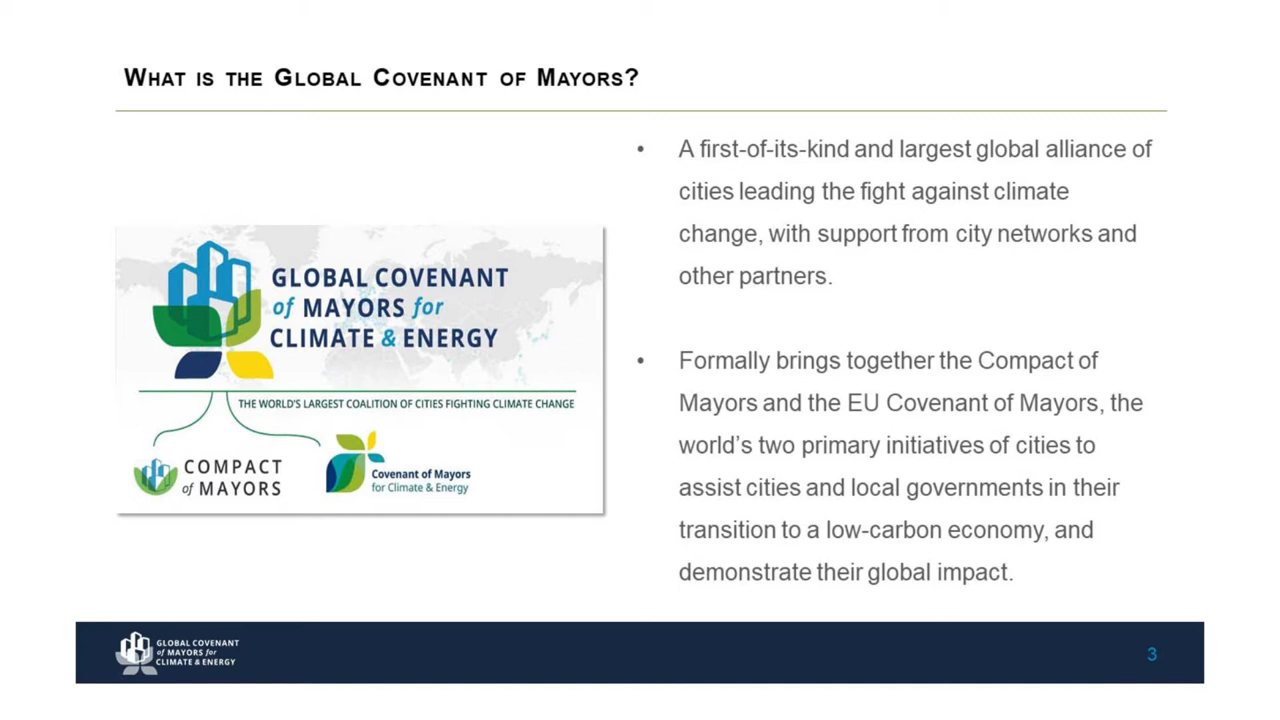 WHAT IS THE GLOBAL COVENANT OF MAYORS?
• A first-of-its-kind and largest global alliance of
cities leading the fight against climate
change, with support from city networks and
other partners.
• Formally brings together the Compact of
Mayors and the EU Covenant of Mayors, the
world’s two primary initiatives of cities to
assist cities and local governments in their
transition to a low-carbon economy, and
demonstrate their global impact.
GLOBAL COVENANT
of MAYORS for
CLIMATE & ENERGY
THE WORLD'S LARGEST COALITION OF CITIES FIGHTING CLIMATE CHANGE
COMPACT
of MAYORS
Covenant of Mayors
for Climate & Energy
GLOBAL COVENANT
of MAYORS for
CLIMATE & ENERGY
3